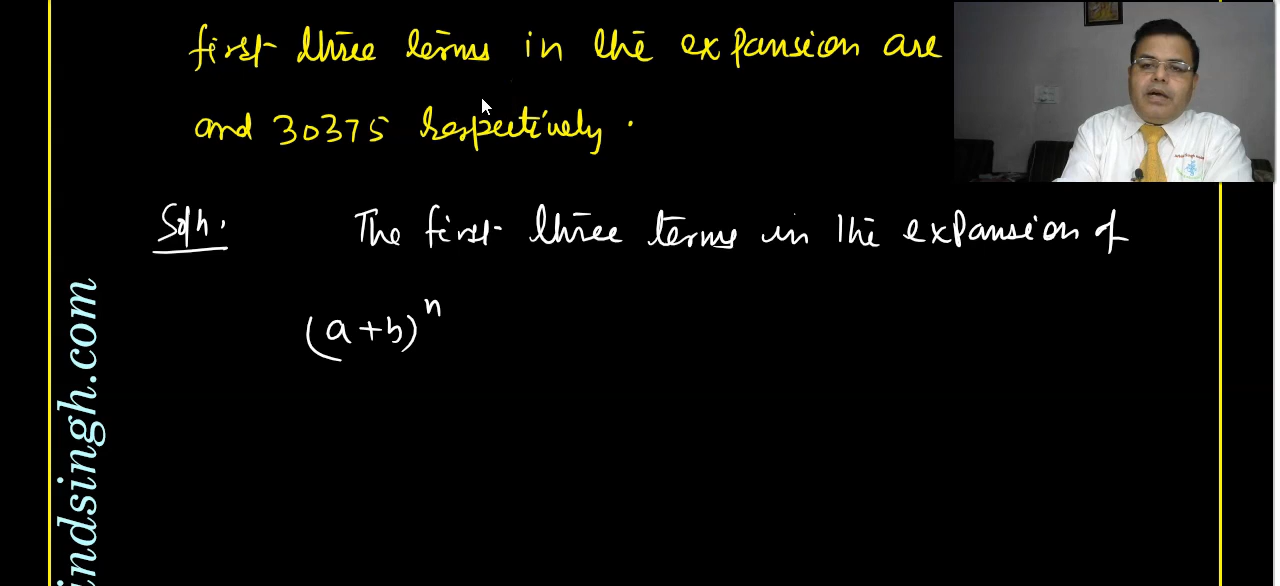 first three terms in the expansion are
and 30375 respectively.
Soln. The first three terms in the expansion of
(a+b)^n
indsingh.com